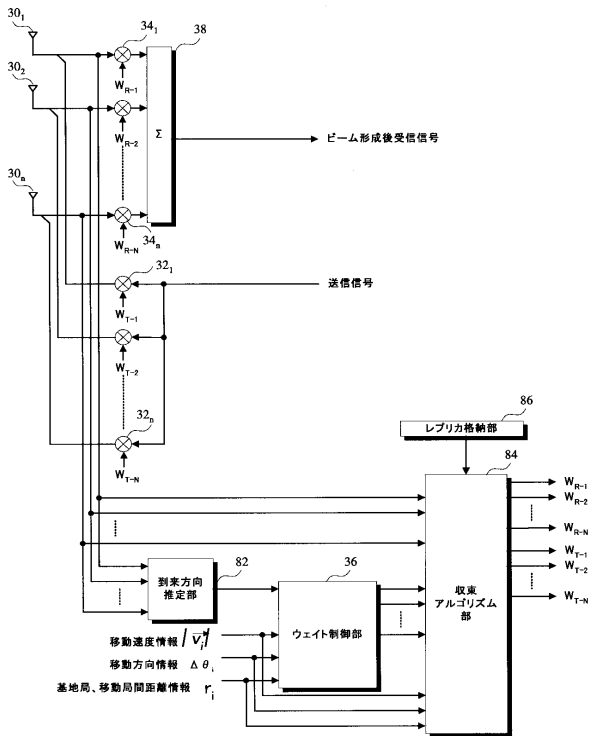 30₁
34₁
38
W_R-1
30₂
W_R-2
Σ
ビーム形成後受信信号
30ₙ
34ₙ
W_R-N
32₁
送信信号
W_T-1
W_T-2
32ₙ
W_T-N
86
レプリカ格納部
84
W_R-1
W_R-2
W_R-N
W_T-1
W_T-2
W_T-N
収束
アルゴリズム
部
82
到来方向
推定部
36
ウェイト制御部
移動速度情報 |v⃗ᵢ|
移動方向情報 Δθᵢ
基地局、移動局間距離情報 rᵢ